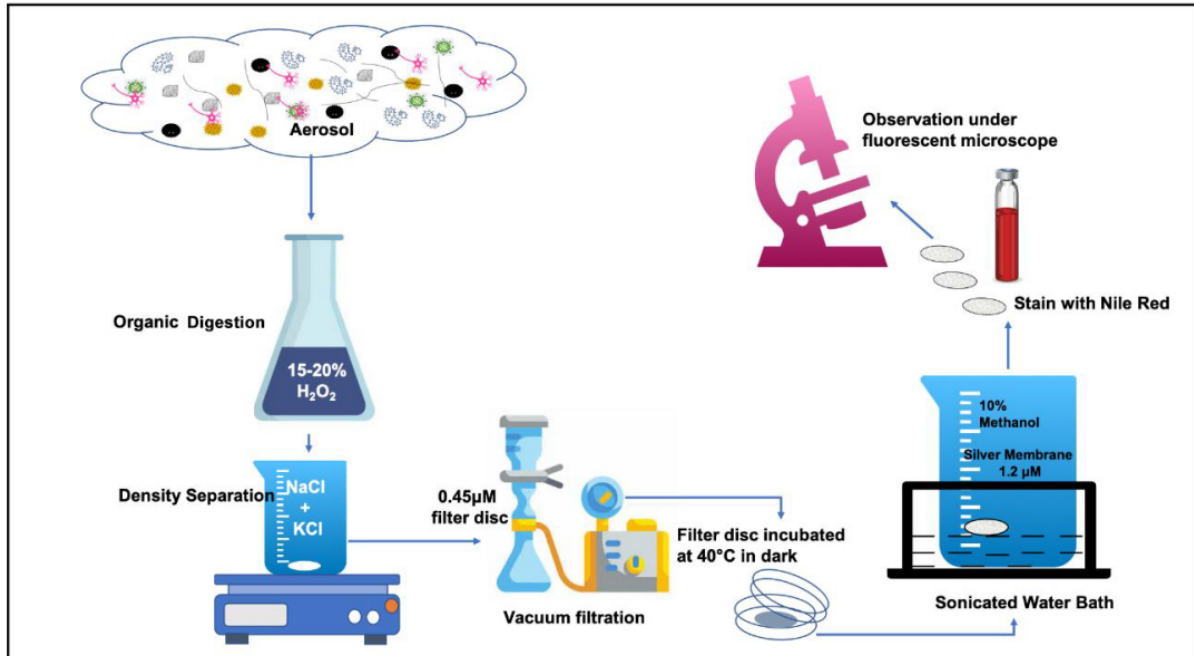 Aerosol
Organic Digestion
15-20%
H₂O₂
Density Separation
NaCl
+
KCl
0.45µM
filter disc
Vacuum filtration
Filter disc incubated
at 40°C in dark
10%
Methanol
Silver Membrane
1.2 µM
Sonicated Water Bath
Stain with Nile Red
Observation under
fluorescent microscope